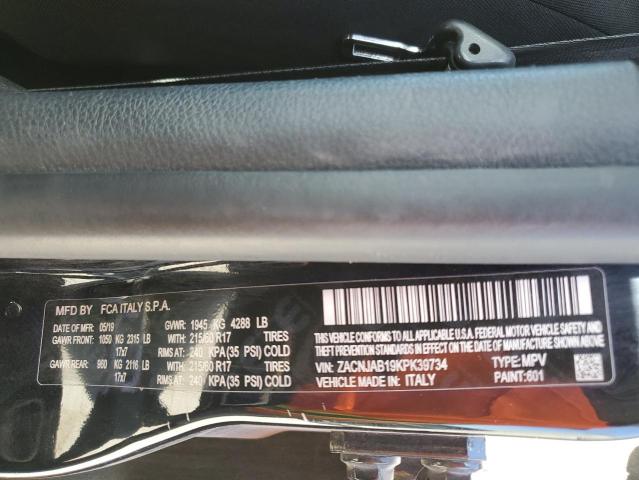 MFD BY FCA ITALY S.P.A.
DATE OF MFR: 05/19 GVWR: 1945 KG 4288 LB
GAWR FRONT: 1050 KG 2315 LB WITH: 215/60 R17 TIRES
17x7 RIMS AT: 240 KPA(35 PSI) COLD
GAWR REAR: 960 KG 2116 LB WITH: 215/60 R17 TIRES
17x7 RIMS AT: 240 KPA (35 PSI) COLD
THIS VEHICLE CONFORMS TO ALL APPLICABLE U.S.A. FEDERAL MOTOR VEHICLE
SAFETY, BUMPER, AND THEFT PREVENTION STANDARDS IN EFFECT
ON THE DATE OF MANUFACTURE SHOWN ABOVE
VIN: ZACNJAB19KPK39734 TYPE: MPV
VEHICLE MADE IN: ITALY PAINT: 601